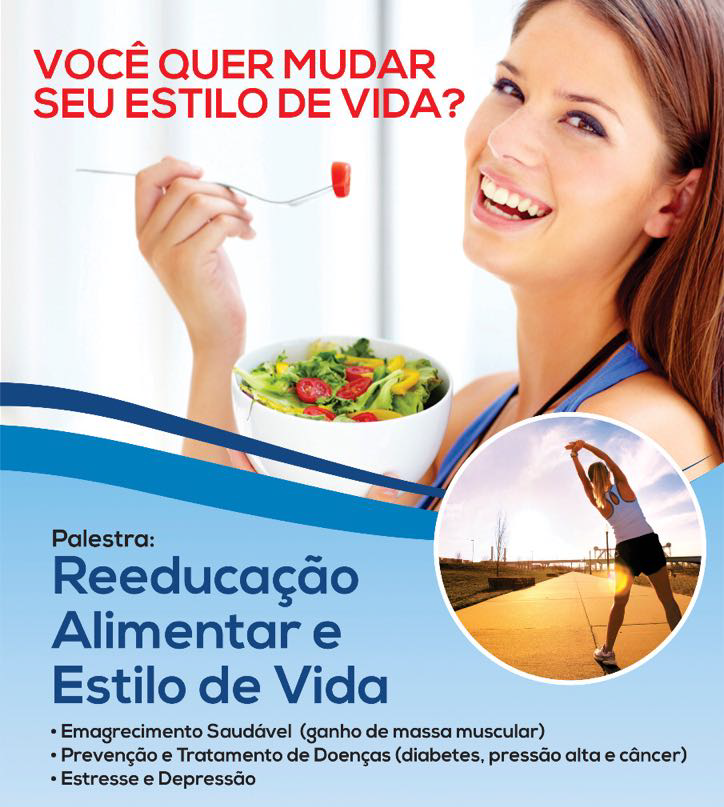 VOCÊ QUER MUDAR
SEU ESTILO DE VIDA?
Palestra:
Reeducação
Alimentar e
Estilo de Vida
• Emagrecimento Saudável (ganho de massa muscular)
• Prevenção e Tratamento de Doenças (diabetes, pressão alta e câncer)
• Estresse e Depressão